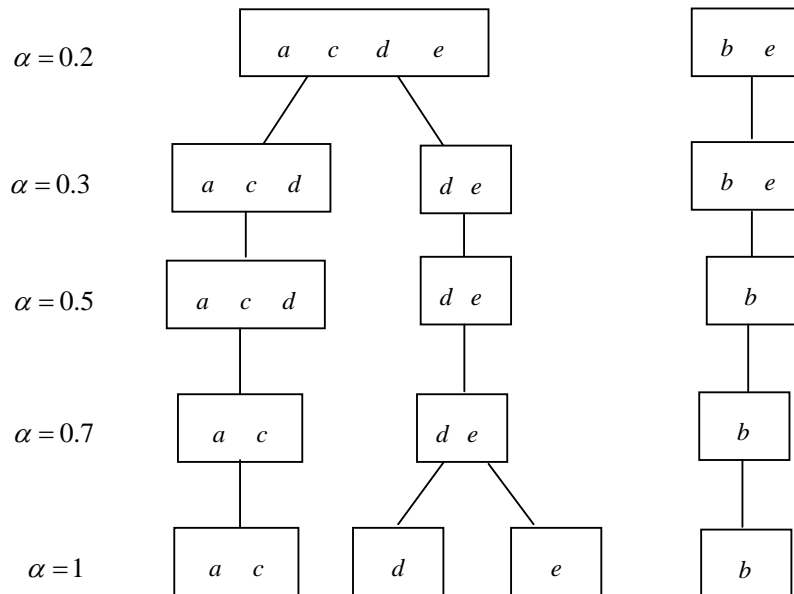 α = 0.2 a c d e b e
α = 0.3 a c d d e b e
α = 0.5 a c d d e b
α = 0.7 a c d e b
α = 1 a c d e b